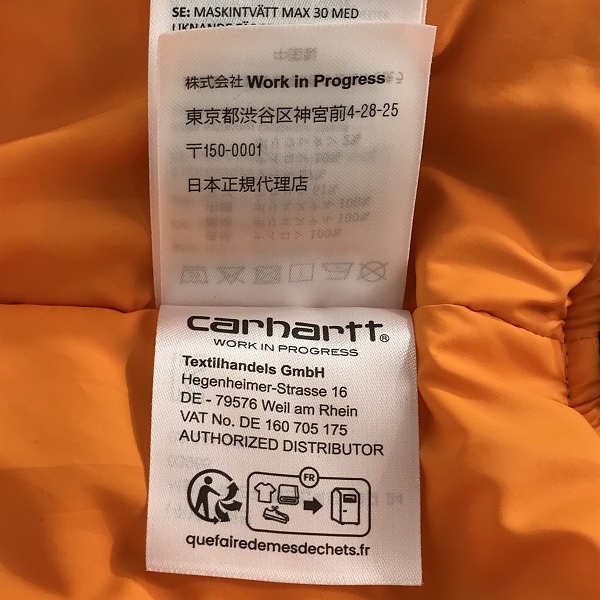 SE: MASKINTVÄTT MAX 30 MED
株式会社 Work in Progress
東京都渋谷区神宮前4-28-25
〒150-0001
日本正規代理店
carhartt®
WORK IN PROGRESS
Textilhandels GmbH
Hegenheimer-Strasse 16
DE - 79576 Weil am Rhein
VAT No. DE 160 705 175
AUTHORIZED DISTRIBUTOR
FR
quefairedemesdechets.fr